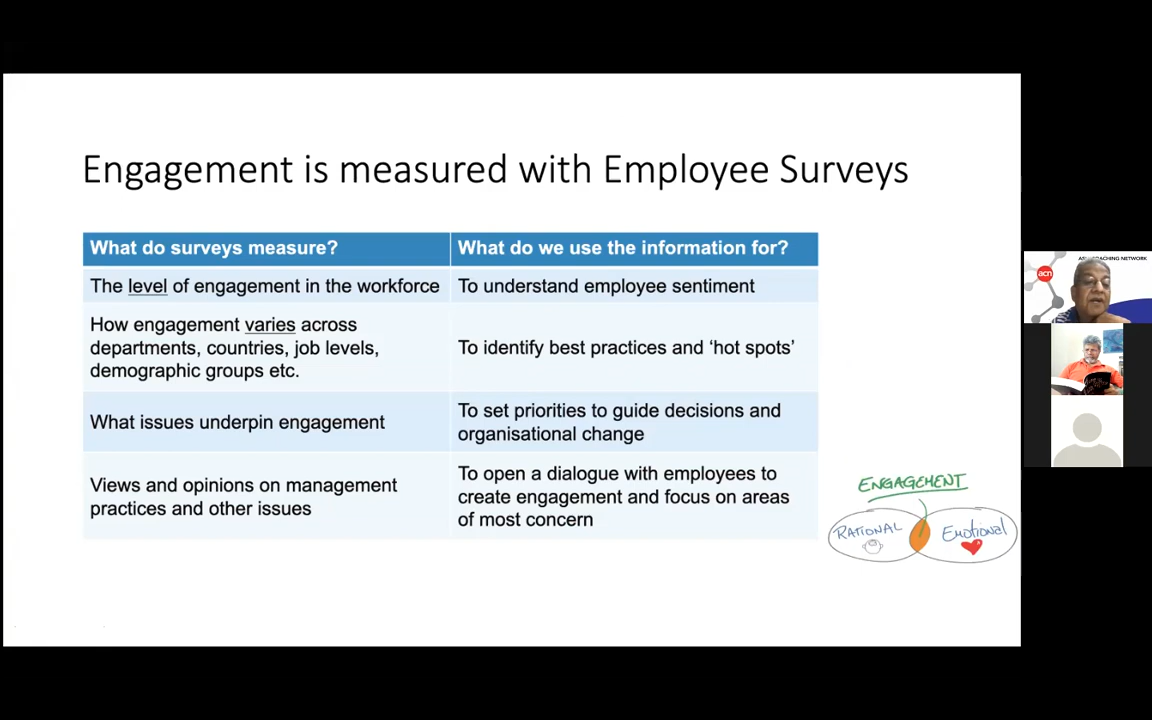 Engagement is measured with Employee Surveys
What do surveys measure?
What do we use the information for?
The level of engagement in the workforce
To understand employee sentiment
How engagement varies across
departments, countries, job levels,
demographic groups etc.
To identify best practices and ‘hot spots’
What issues underpin engagement
To set priorities to guide decisions and
organisational change
Views and opinions on management
practices and other issues
To open a dialogue with employees to
create engagement and focus on areas
of most concern
ENGAGEMENT
RATIONAL
Emotional
acn
COACHING NETWORK